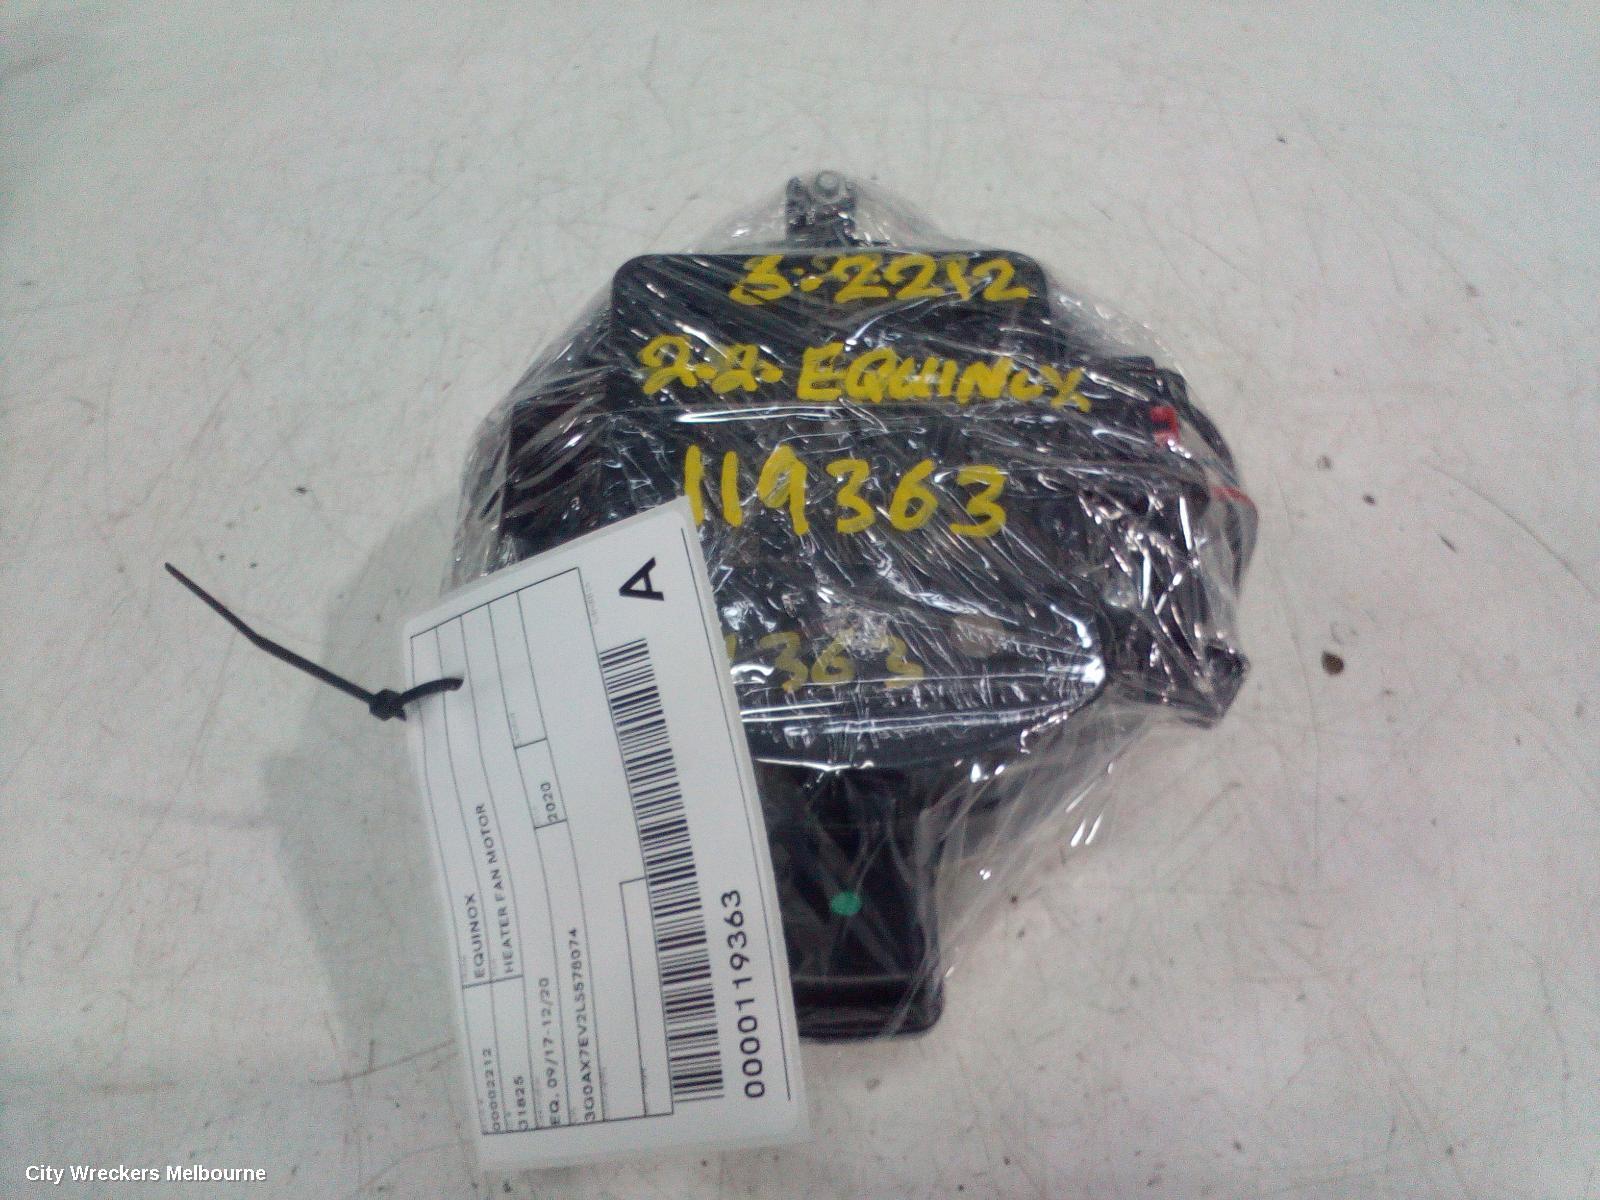 S:2212
2.2. EQUINOX
119363
363
A
00002212
EQUINOX
31825
HEATER FAN MOTOR
EQ, 09/17-12/20
2020
3G0AX7EV2LS578074
0000119363
City Wreckers Melbourne